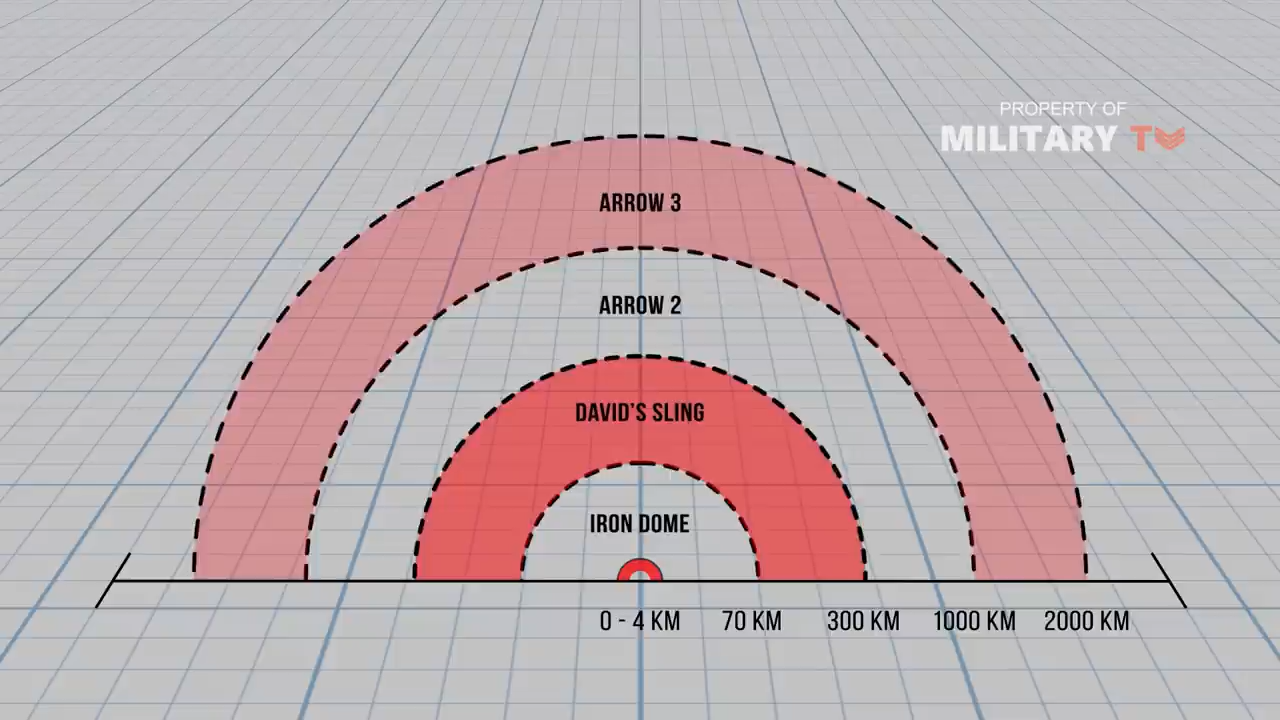 PROPERTY OF
MILITARY TV
ARROW 3
ARROW 2
DAVID'S SLING
IRON DOME
0 - 4 KM 70 KM 300 KM 1000 KM 2000 KM